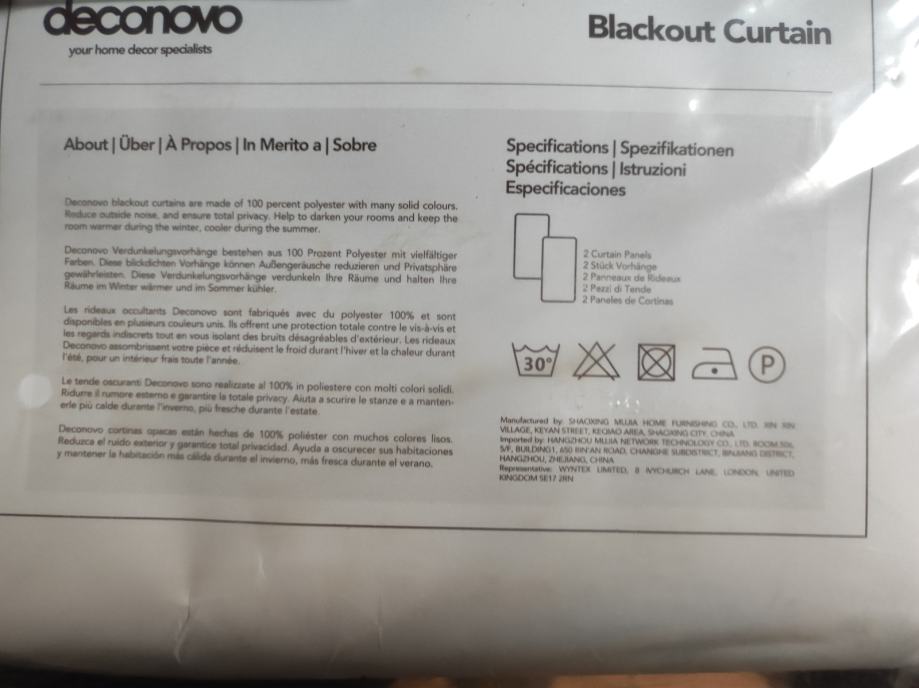 deconovo
your home decor specialists
Blackout Curtain
About | Über | À Propos | In Merito a | Sobre
Deconovo blackout curtains are made of 100 percent polyester with many solid colours.
Reduce outside noise, and ensure total privacy. Help to darken your rooms and keep the
room warmer during the winter, cooler during the summer.
Deconovo Verdunkelungsvorhänge bestehen aus 100 Prozent Polyester mit vielfältiger
Farben. Diese blickdichten Vorhänge können Außengeräusche reduzieren und Privatsphäre
gewährleisten. Diese Verdunkelungsvorhänge verdunkeln Ihre Räume und halten Ihre
Räume im Winter wärmer und im Sommer kühler.
Les rideaux occultants Deconovo sont fabriqués avec du polyester 100% et sont
disponibles en plusieurs couleurs unis. Ils offrent une protection totale contre le vis-à-vis et
les regards indiscrets tout en vous isolant des bruits désagréables d'extérieur. Les rideaux
Deconovo assombrissent votre pièce et réduisent le froid durant l'hiver et la chaleur durant
l'été, pour un intérieur frais toute l'année.
Le tende oscuranti Deconovo sono realizzate al 100% in poliestere con molti colori solidi.
Ridurre il rumore esterno e garantire la totale privacy. Aiuta a scurire le stanze e a manten-
erle più calde durante l'inverno, più fresche durante l'estate.
Deconovo cortinas opacas están hechas de 100% poliéster con muchos colores lisos.
Reduzca el ruido exterior y garantice total privacidad. Ayuda a oscurecer sus habitaciones
y mantener la habitación más cálida durante el invierno, más fresca durante el verano.
Specifications | Spezifikationen
Spécifications | Istruzioni
Especificaciones
2 Curtain Panels
2 Stück Vorhänge
2 Panneaux de Rideaux
2 Pezzi di Tende
2 Paneles de Cortinas
30°
P
Manufactured by: SHAOXING MUJIA HOME FURNISHING CO., LTD. XIN XIN
VILLAGE, KEYAN STREET, KEQIAO AREA, SHAOXING CITY, CHINA
Imported by: HANGZHOU MUJIA NETWORK TECHNOLOGY CO., LTD. ROOM 506,
5/F, BUILDING1, 650 BIN'AN ROAD, CHANGHE SUBDISTRICT, BINJIANG DISTRICT,
HANGZHOU, ZHEJIANG, CHINA
Representative: WYNTEX LIMITED, 8 IVYCHURCH LANE, LONDON, UNITED
KINGDOM SE17 2RN